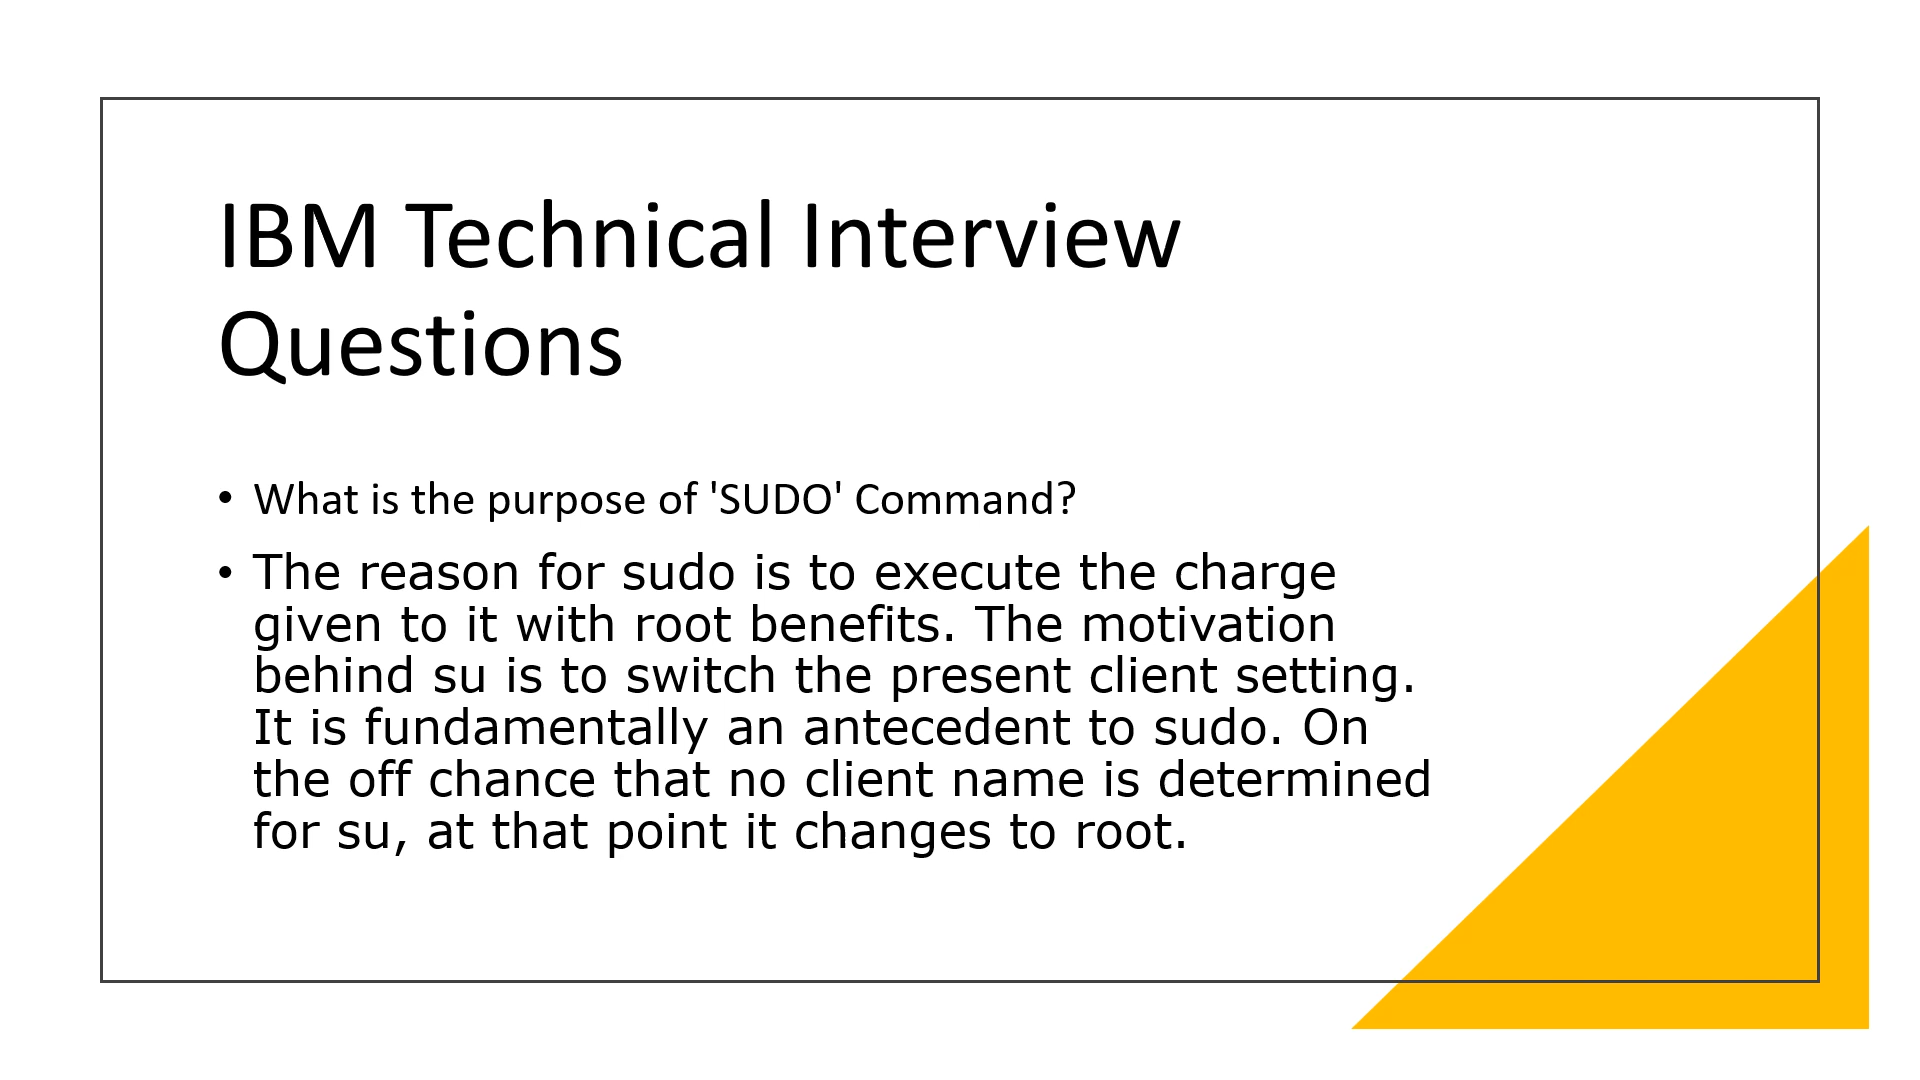 IBM Technical Interview
Questions
• What is the purpose of 'SUDO' Command?
• The reason for sudo is to execute the charge
given to it with root benefits. The motivation
behind su is to switch the present client setting.
It is fundamentally an antecedent to sudo. On
the off chance that no client name is determined
for su, at that point it changes to root.